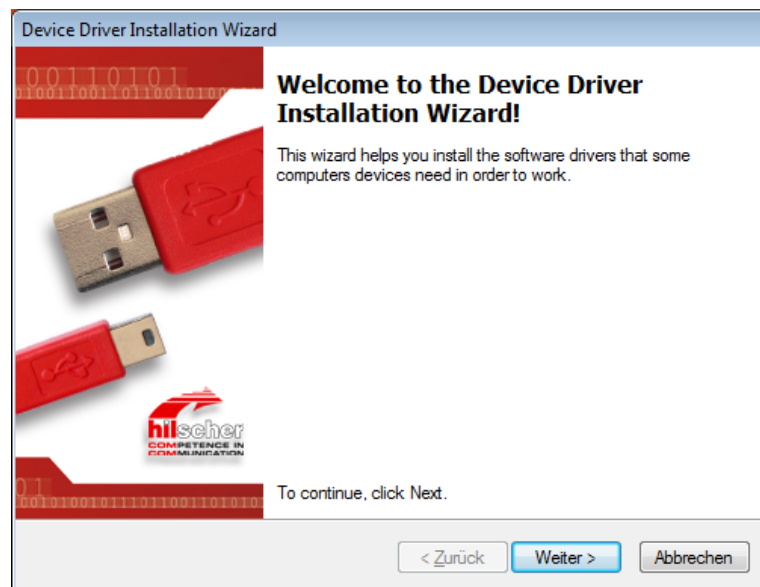 Device Driver Installation Wizard
00110101
Welcome to the Device Driver
Installation Wizard!
This wizard helps you install the software drivers that some
computers devices need in order to work.
hilscher
COMPETENCE IN
COMMUNICATION
01
To continue, click Next.
< Zurück
Weiter >
Abbrechen